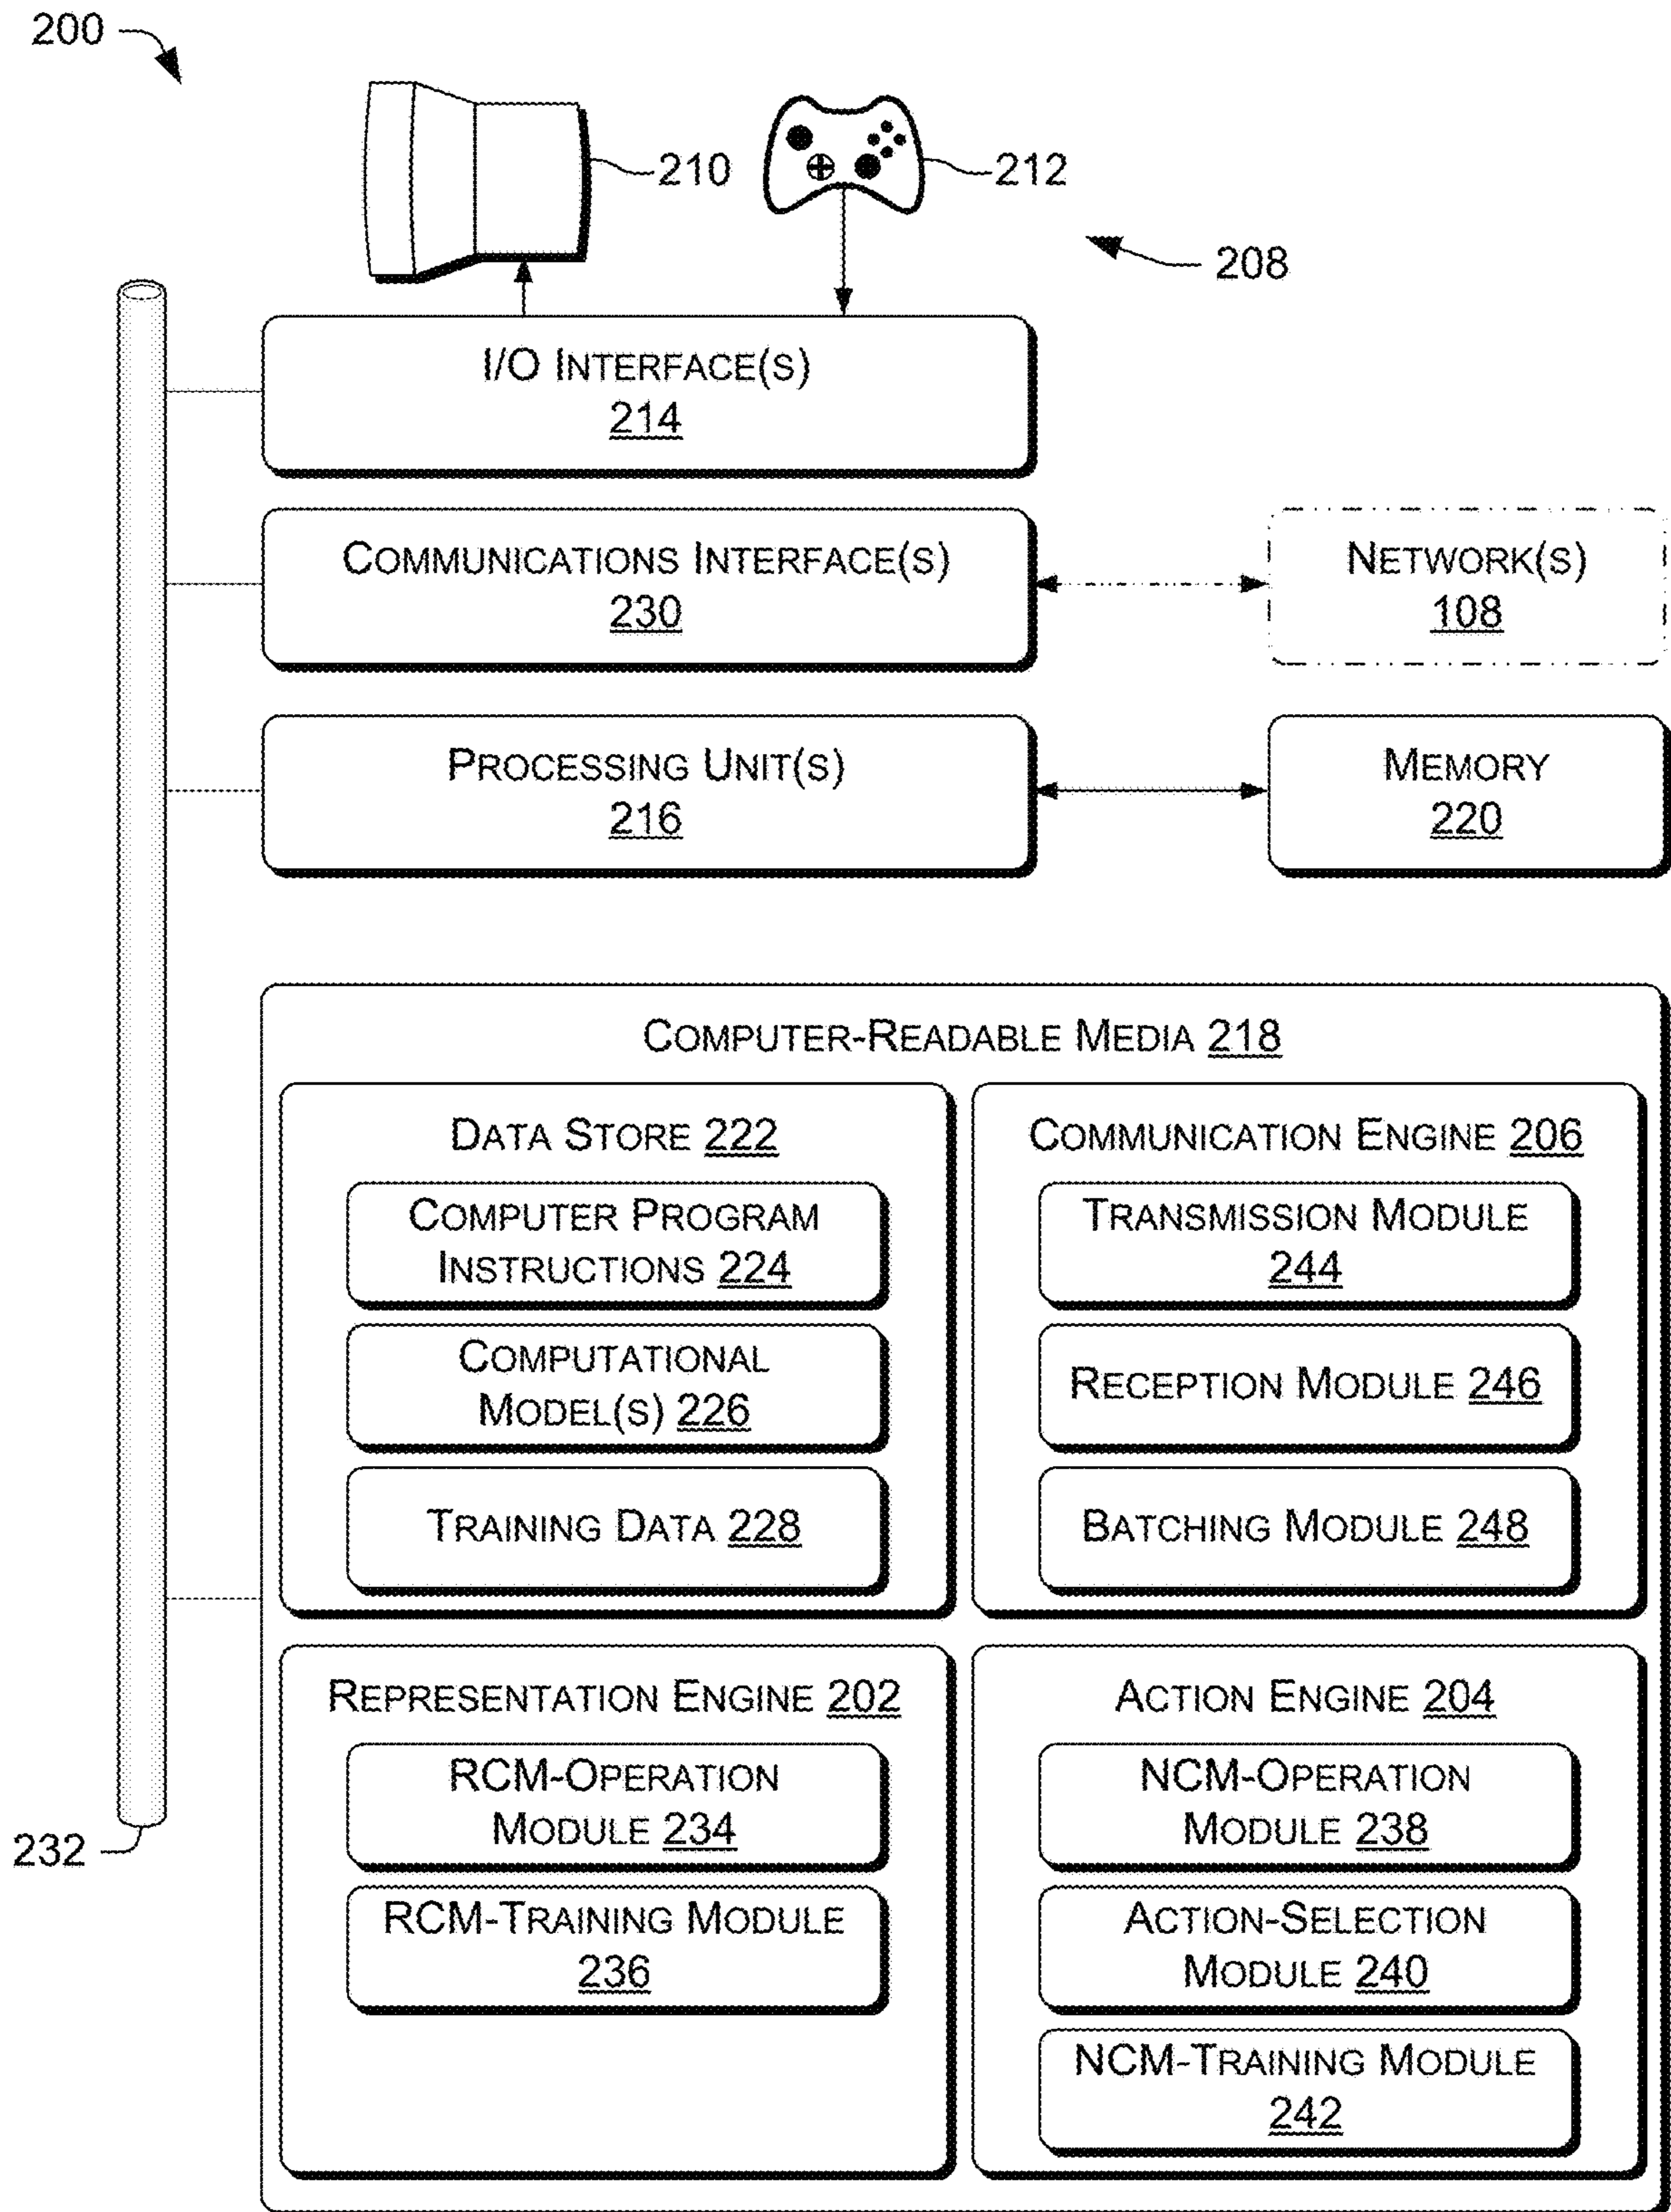 200
210
212
208
I/O INTERFACE(S)
214
COMMUNICATIONS INTERFACE(S)
230
NETWORK(S)
108
PROCESSING UNIT(S)
216
MEMORY
220
COMPUTER-READABLE MEDIA 218
DATA STORE 222
COMPUTER PROGRAM
INSTRUCTIONS 224
COMPUTATIONAL
MODEL(S) 226
TRAINING DATA 228
COMMUNICATION ENGINE 206
TRANSMISSION MODULE
244
RECEPTION MODULE 246
BATCHING MODULE 248
REPRESENTATION ENGINE 202
RCM-OPERATION
MODULE 234
RCM-TRAINING MODULE
236
ACTION ENGINE 204
NCM-OPERATION
MODULE 238
ACTION-SELECTION
MODULE 240
NCM-TRAINING MODULE
242
232